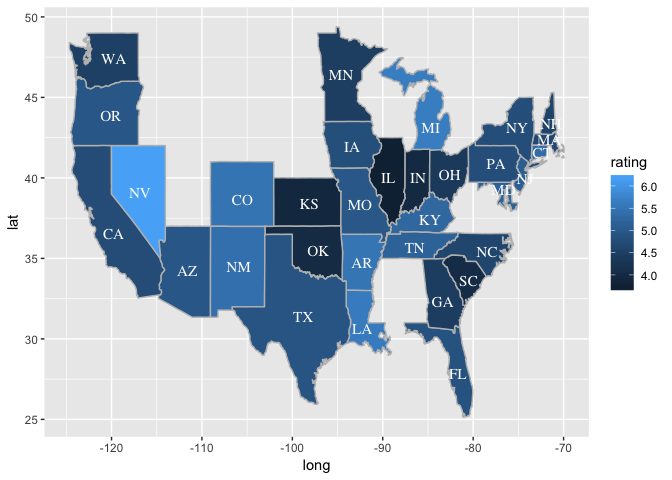 50
45
40
35
30
25
lat
WA
MN
OR
MI
NY
NH
MA
CT
IA
PA
NV
IL
IN
OH
N
MD
CO
KS
MO
KY
CA
OK
TN
NC
AZ
NM
AR
SC
TX
LA
GA
FL
-120
-110
-100
-90
-80
-70
long
rating
6.0
5.5
5.0
4.5
4.0